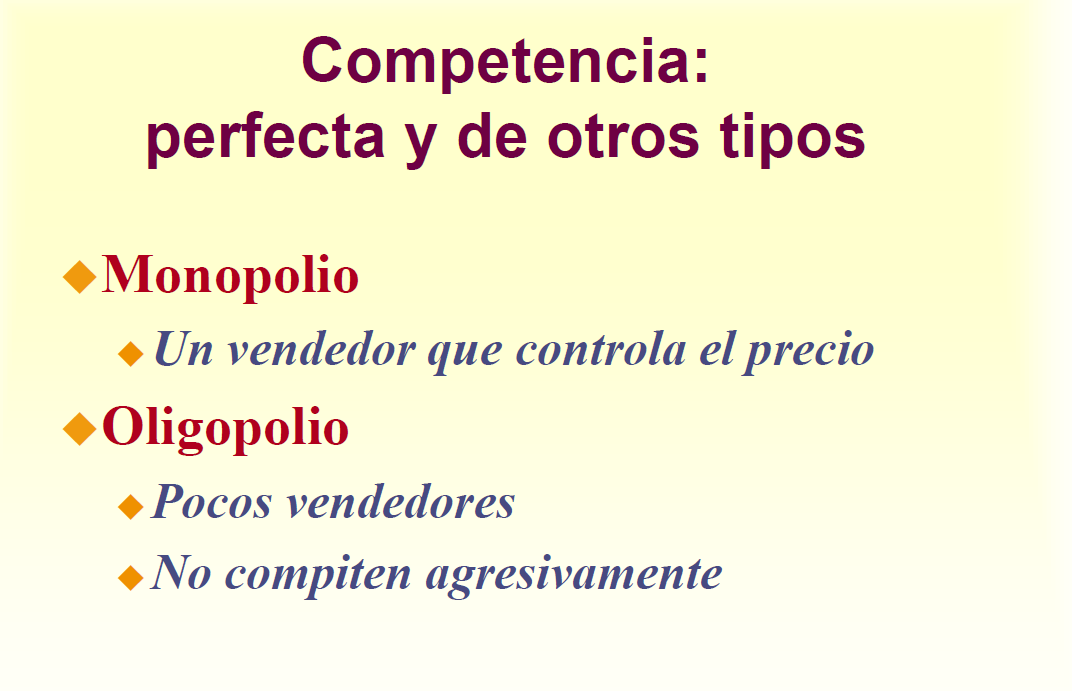 Competencia:
perfecta y de otros tipos
Monopolio
Un vendedor que controla el precio
Oligopolio
Pocos vendedores
No compiten agresivamente